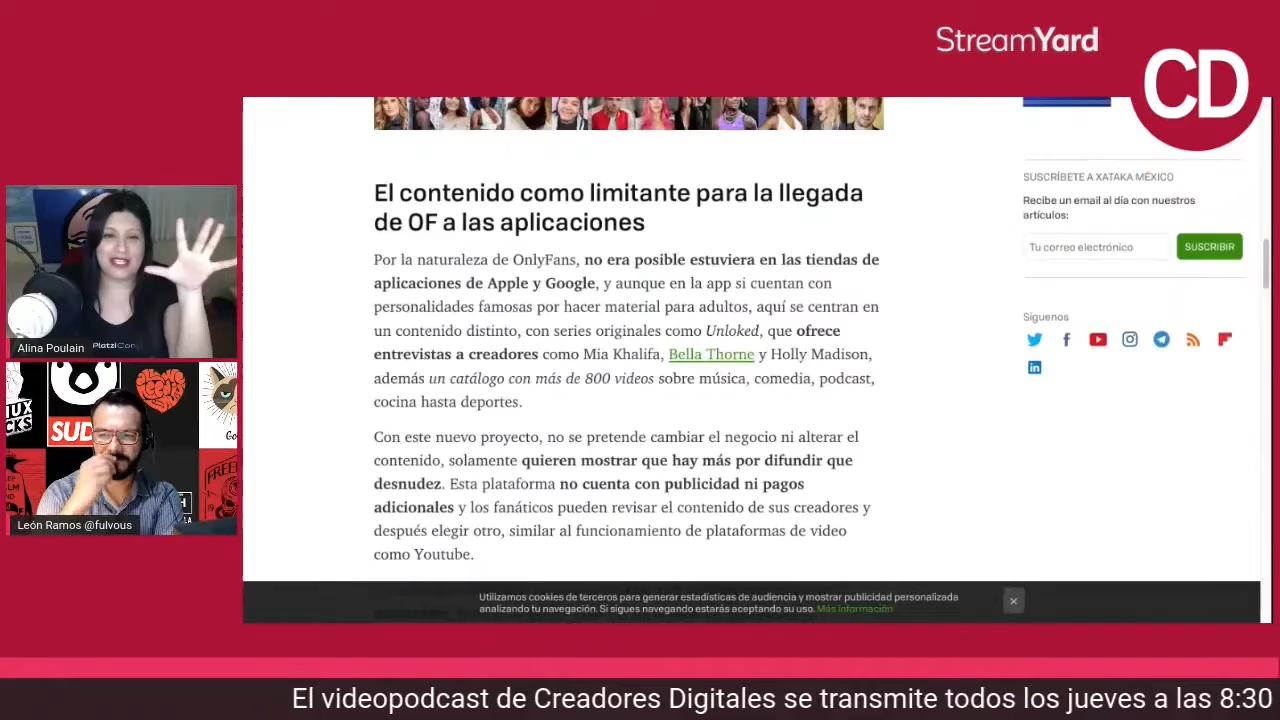 StreamYard
CD
El contenido como limitante para la llegada
de OF a las aplicaciones
Por la naturaleza de OnlyFans, no era posible estuviera en las tiendas de
aplicaciones de Apple y Google, y aunque en la app si cuentan con
personalidades famosas por hacer material para adultos, aquí se centran en
un contenido distinto, con series originales como Unloked, que ofrece
entrevistas a creadores como Mia Khalifa, Bella Thorne y Holly Madison,
además un catálogo con más de 800 videos sobre música, comedia, podcast,
cocina hasta deportes.
Con este nuevo proyecto, no se pretende cambiar el negocio ni alterar el
contenido, solamente quieren mostrar que hay más por difundir que
desnudez. Esta plataforma no cuenta con publicidad ni pagos
adicionales y los fanáticos pueden revisar el contenido de sus creadores y
después elegir otro, similar al funcionamiento de plataformas de video
como Youtube.
SUSCRÍBETE A XATAKA MÉXICO
Recibe un email al día con nuestros
artículos:
Tu correo electrónico
SUSCRIBIR
Síguenos
Utilizamos cookies de terceros para generar estadísticas de audiencia y mostrar publicidad personalizada
analizando tu navegación. Si sigues navegando estarás aceptando su uso. Más información
PlatziCon
Alina Poulain
SUD
León Ramos @fulvous
El videopodcast de Creadores Digitales se transmite todos los jueves a las 8:30